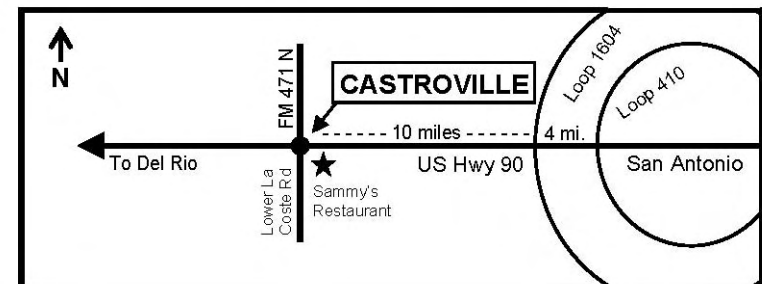 N
FM 471 N
CASTROVILLE
Loop 1604
Loop 410
10 miles
4 mi.
To Del Rio
US Hwy 90
San Antonio
Lower La
Coste Rd
Sammy's
Restaurant